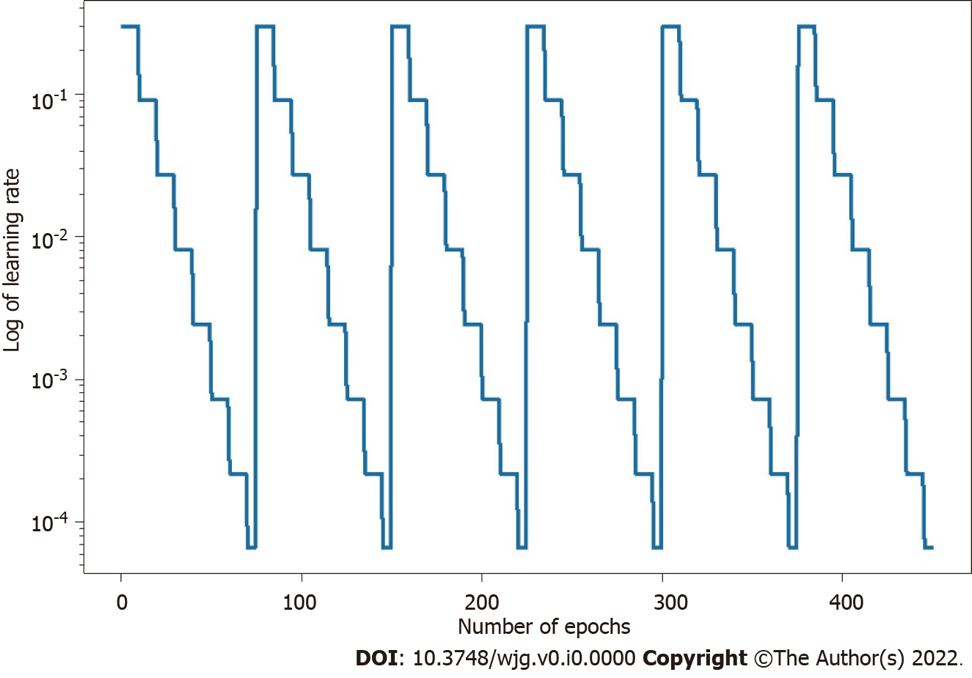 10-1
10-2
10-3
10-4
Log of learning rate
0 100 200 300 400
Number of epochs
DOI: 10.3748/wjg.v0.i0.0000 Copyright ©The Author(s) 2022.